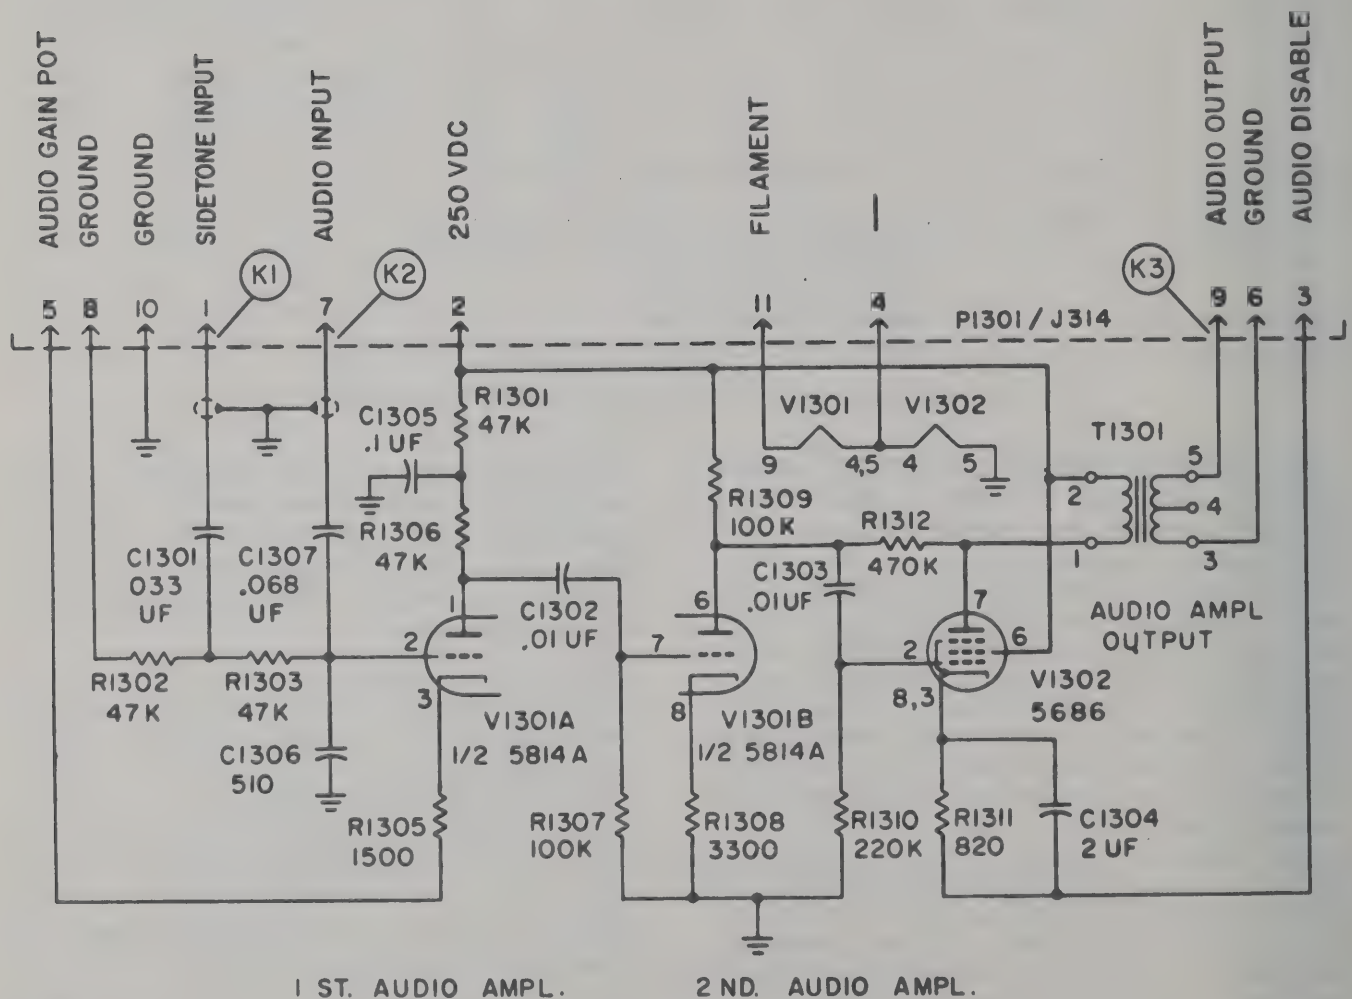 AUDIO GAIN POT
GROUND
GROUND
SIDETONE INPUT
AUDIO INPUT
250 VDC
FILAMENT
AUDIO OUTPUT
GROUND
AUDIO DISABLE
K1
K2
K3
5
8
10
1
7
2
11
4
9
6
3
P1301 / J314
R1301
47K
C1305
.1 UF
V1301
V1302
T1301
9
4,5
4
5
2
5
4
R1306
47K
R1309
100K
R1312
470K
1
3
C1301
033
UF
C1307
.068
UF
C1302
.01 UF
C1303
.01 UF
AUDIO AMPL
OUTPUT
1
2
3
6
7
8
7
2
6
8,3
R1302
47K
R1303
47K
V1301A
1/2 5814A
V1301B
1/2 5814A
V1302
5686
C1306
510
R1305
1500
R1307
100K
R1308
3300
R1310
220K
R1311
820
C1304
2 UF
1 ST. AUDIO AMPL.
2 ND. AUDIO AMPL.